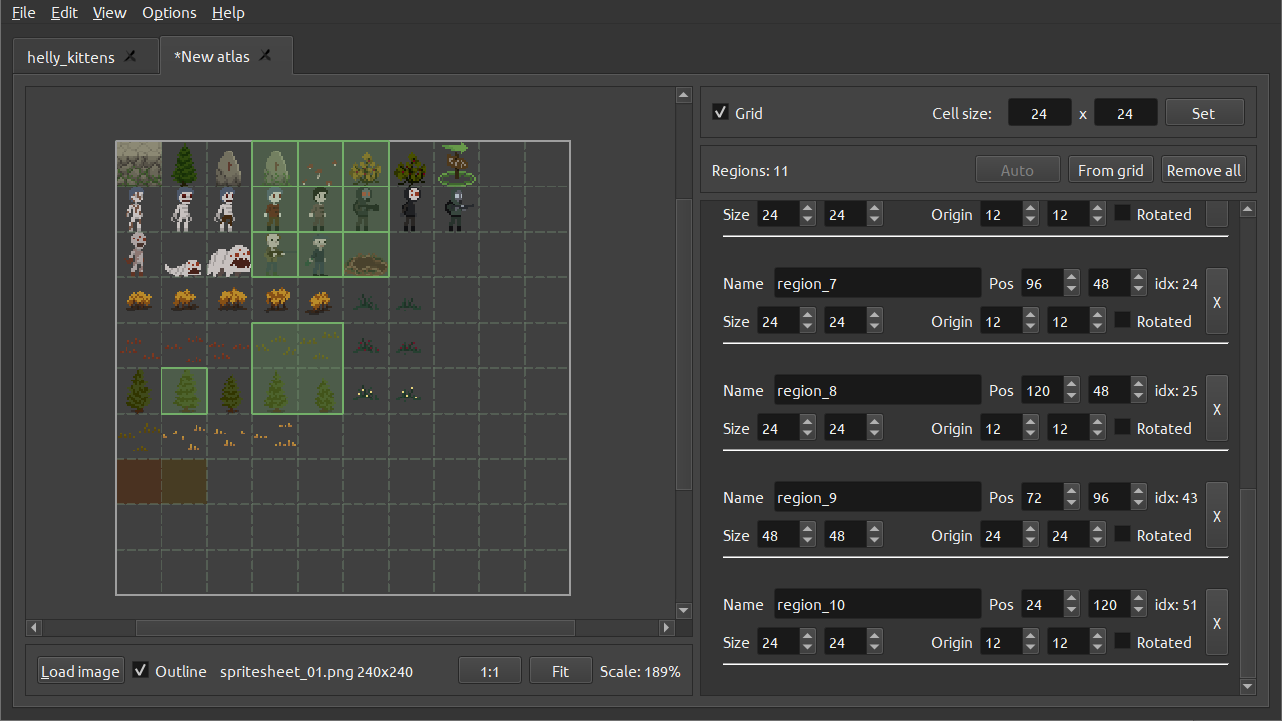 File Edit View Options Help
helly_kittens *New atlas
Grid Cell size: 24 x 24 Set
Regions: 11 Auto From grid Remove all
Size 24 24 Origin 12 12 Rotated
Name region_7 Pos 96 48 idx: 24 X
Size 24 24 Origin 12 12 Rotated
Name region_8 Pos 120 48 idx: 25 X
Size 24 24 Origin 12 12 Rotated
Name region_9 Pos 72 96 idx: 43 X
Size 48 48 Origin 24 24 Rotated
Name region_10 Pos 24 120 idx: 51 X
Size 24 24 Origin 12 12 Rotated
Load image Outline spritesheet_01.png 240x240 1:1 Fit Scale: 189%